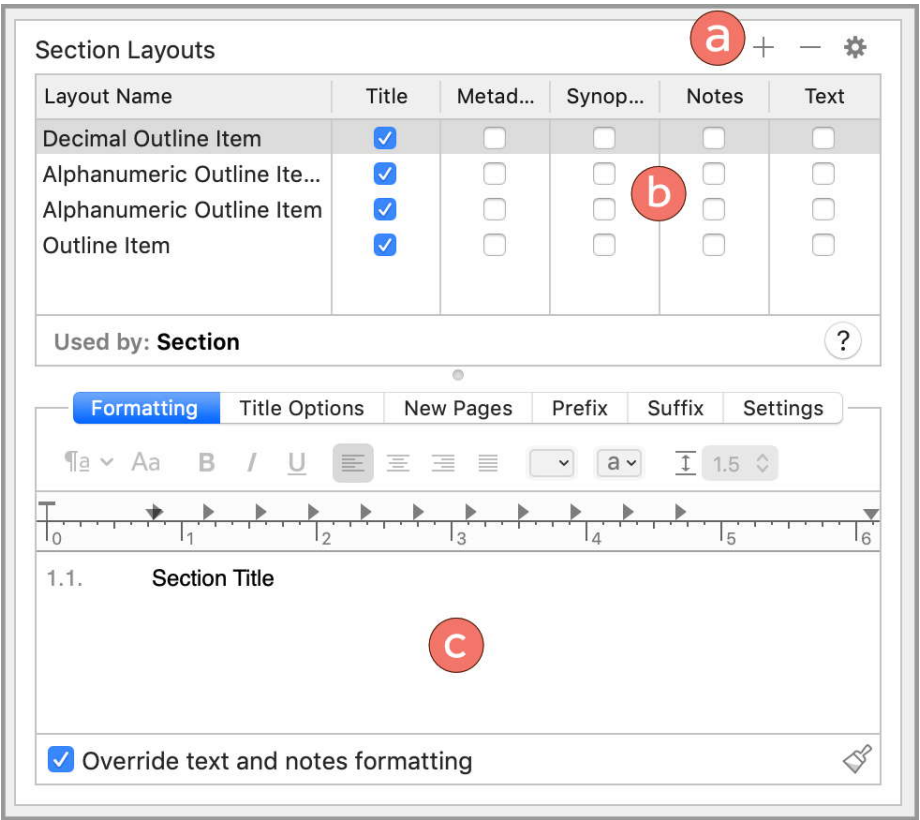 Section Layouts a + −
Layout Name Title Metad... Synop... Notes Text
Decimal Outline Item
Alphanumeric Outline Ite...
Alphanumeric Outline Item
Outline Item
b
Used by: Section ?
Formatting Title Options New Pages Prefix Suffix Settings
¶a Aa B I U a 1.5
0 1 2 3 4 5 6
1.1. Section Title
c
Override text and notes formatting